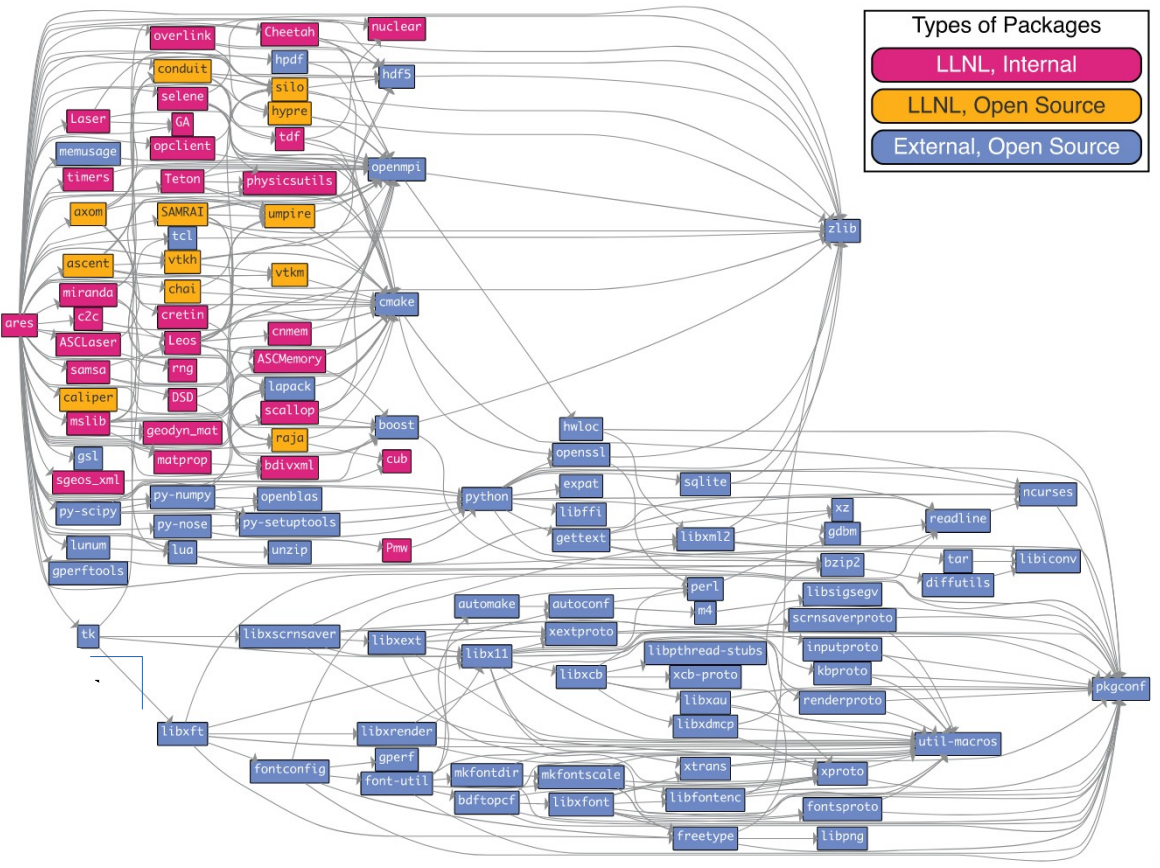 Types of Packages
LLNL, Internal
LLNL, Open Source
External, Open Source
ares
Laser
memusage
timers
axom
ascent
miranda
c2c
ASCLaser
samsa
caliper
mslib
gsl
sgeos_xml
py-scipy
lunum
gperftools
tk
overlink
conduit
selene
GA
opclient
Teton
SAMRAI
tcl
vtkh
chai
cretin
Leos
rng
DSD
geodyn_mat
matprop
py-numpy
py-nose
lua
libxft
Cheetah
hpdf
silo
hypre
tdf
physicsutils
umpire
vtkm
cnmem
ASCMemory
lapack
scallop
raja
bdivxml
openblas
py-setuptools
unzip
libxscrnsaver
fontconfig
nuclear
hdf5
openmpi
cmake
boost
cub
Pmw
libxext
libxrender
gperf
font-util
python
automake
libx11
mkfontdir
bdftopcf
hwloc
openssl
expat
libffi
gettext
autoconf
xextproto
libxcb
mkfontscale
libxfont
sqlite
libxml2
perl
m4
libpthread-stubs
xcb-proto
libxau
libxdmcp
xtrans
libfontenc
freetype
zlib
xz
gdbm
bzip2
libsigsegv
scrnsaverproto
inputproto
kbproto
renderproto
xproto
fontsproto
libpng
readline
tar
diffutils
util-macros
ncurses
libiconv
pkgconf